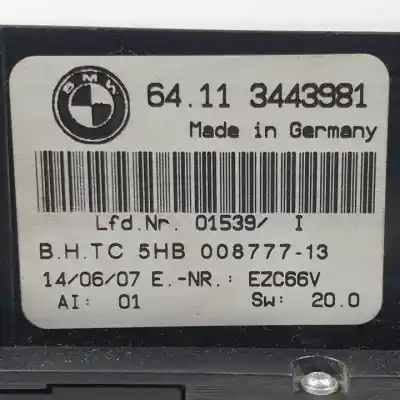 BMW
64.11 3443981
Made in Germany
Lfd.Nr. 01539/ I
B.H.TC 5HB 008777-13
14/06/07 E.-NR.: EZC66V
AI: 01 Sw: 20.0